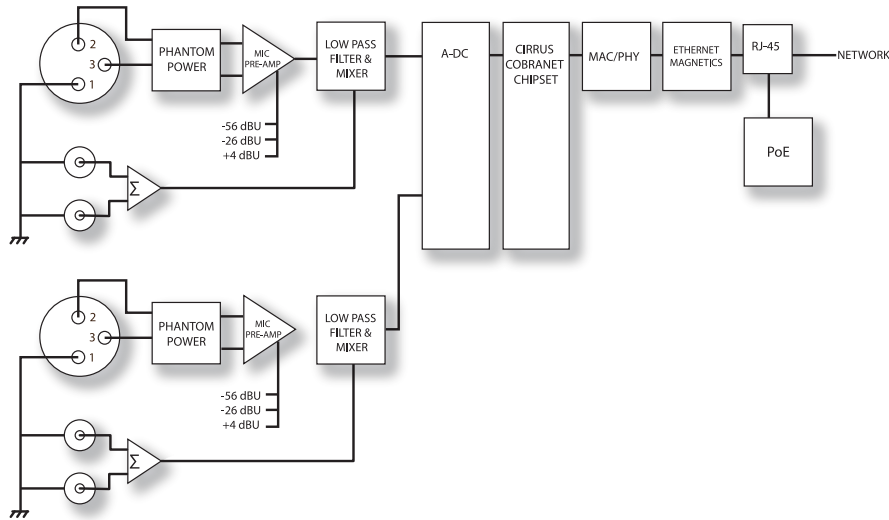 2
3
1
PHANTOM
POWER
MIC
PRE-AMP
LOW PASS
FILTER &
MIXER
-56 dBU
-26 dBU
+4 dBU
Σ
A-DC
CIRRUS
COBRANET
CHIPSET
MAC/PHY
ETHERNET
MAGNETICS
RJ-45
NETWORK
PoE
2
3
1
PHANTOM
POWER
MIC
PRE-AMP
LOW PASS
FILTER &
MIXER
-56 dBU
-26 dBU
+4 dBU
Σ